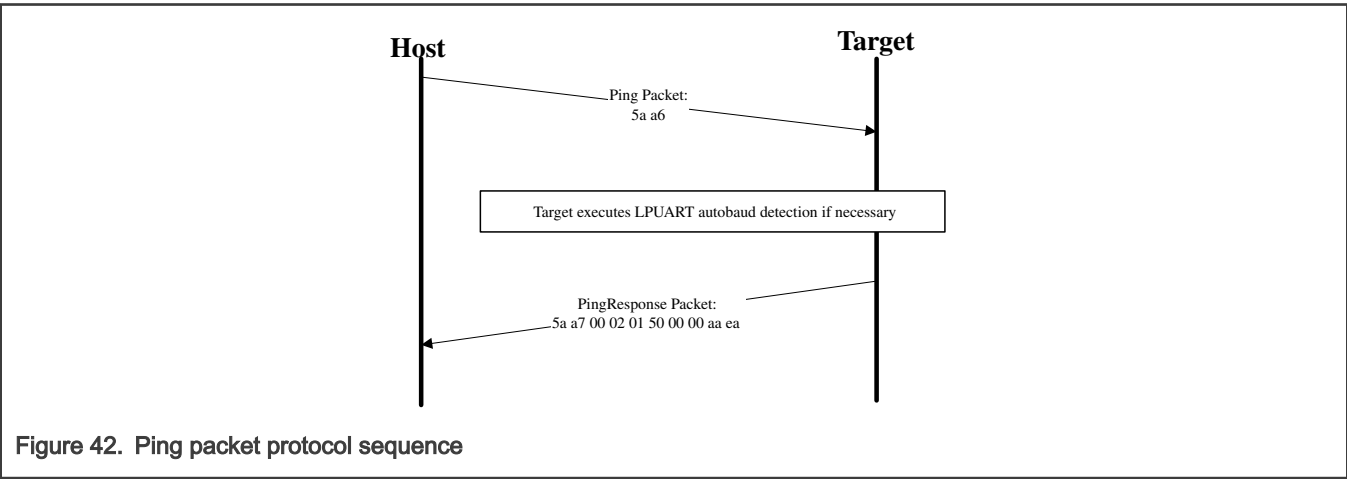 Host
Target
Ping Packet:
5a a6
Target executes LPUART autobaud detection if necessary
PingResponse Packet:
5a a7 00 02 01 50 00 00 aa ea
Figure 42. Ping packet protocol sequence